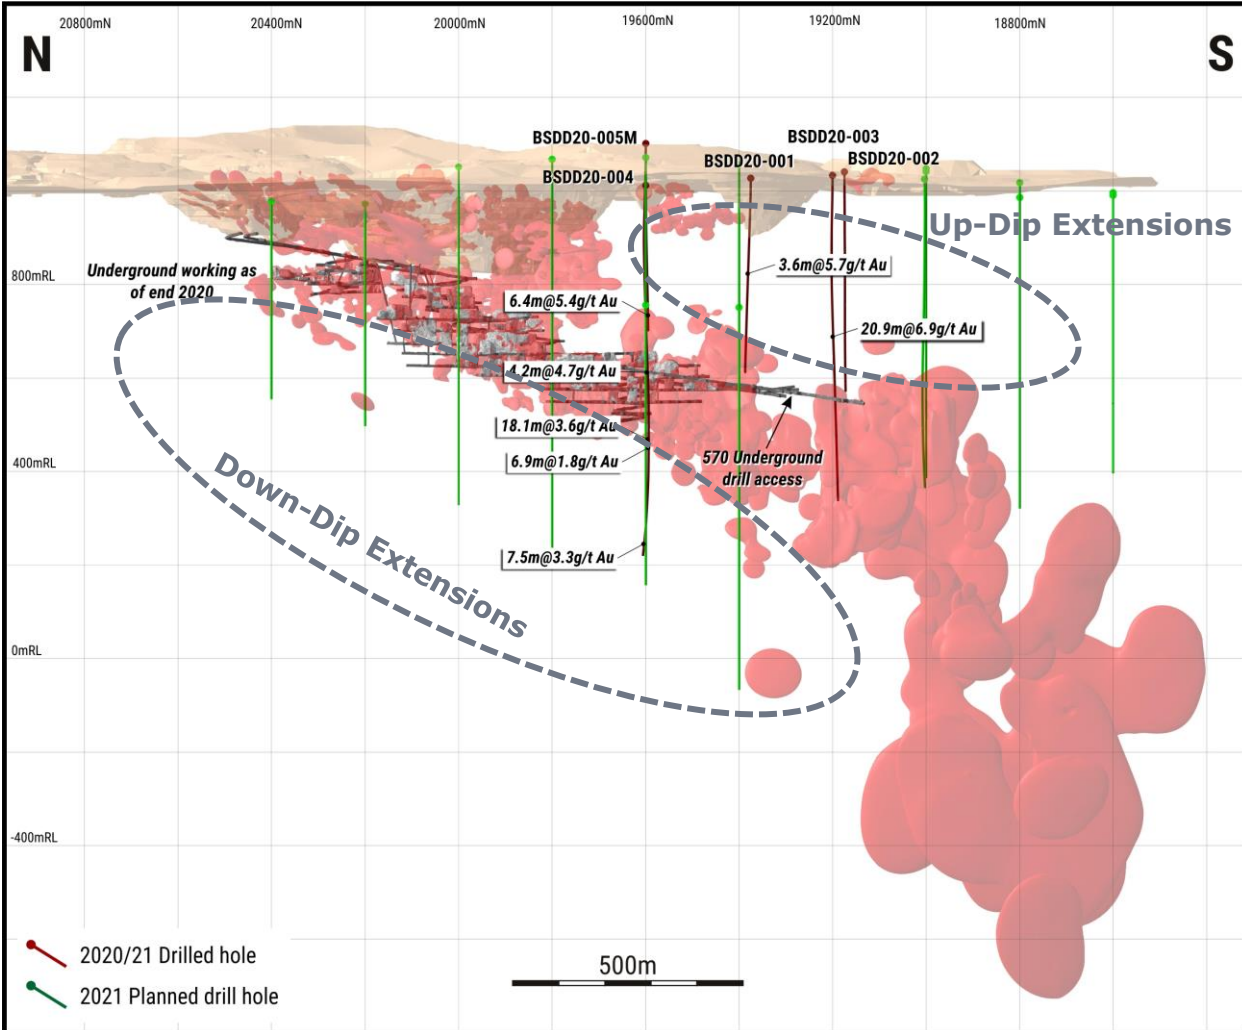 20800mN
20400mN
20000mN
19600mN
19200mN
18800mN
N
S
BSDD20-005M
BSDD20-003
BSDD20-001
BSDD20-002
BSDD20-004
Up-Dip Extensions
Underground working as
of end 2020
800mRL
3.6m@5.7g/t Au
6.4m@5.4g/t Au
20.9m@6.9g/t Au
4.2m@4.7g/t Au
18.1m@3.6g/t Au
6.9m@1.8g/t Au
570 Underground
drill access
400mRL
Down-Dip Extensions
7.5m@3.3g/t Au
0mRL
-400mRL
2020/21 Drilled hole
2021 Planned drill hole
500m